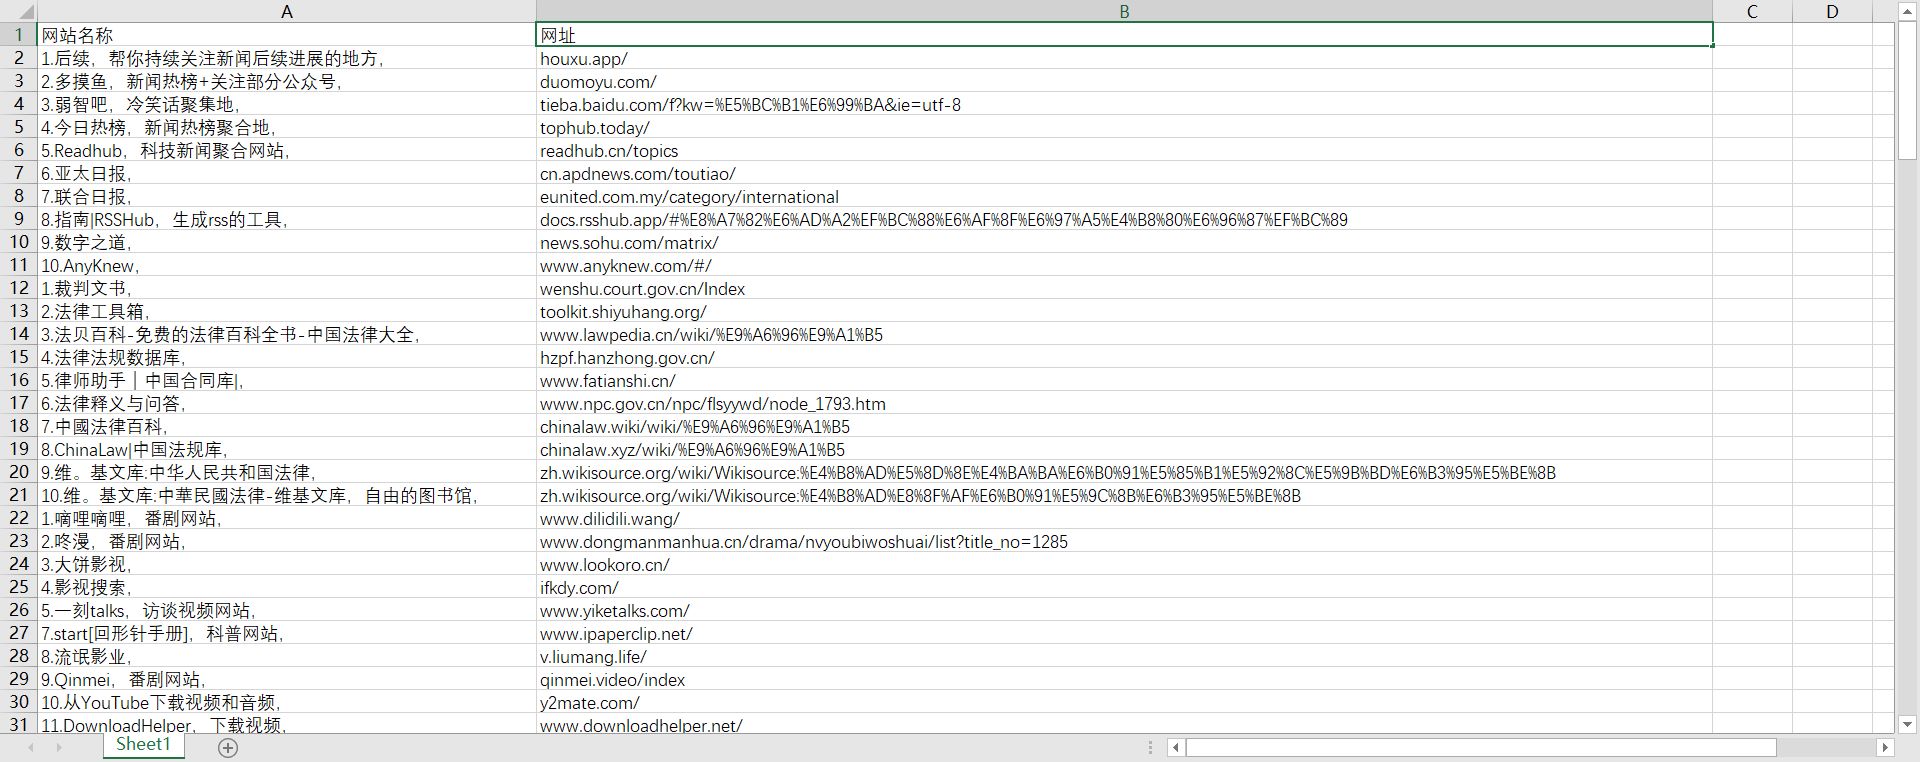 A B C D
1 网站名称 网址
2 1.后续，帮你持续关注新闻后续进展的地方， houxu.app/
3 2.多摸鱼，新闻热榜+关注部分公众号， duomoyu.com/
4 3.弱智吧，冷笑话聚集地， tieba.baidu.com/f?kw=%E5%BC%B1%E6%99%BA&ie=utf-8
5 4.今日热榜，新闻热榜聚合地， tophub.today/
6 5.Readhub，科技新闻聚合网站， readhub.cn/topics
7 6.亚太日报， cn.apdnews.com/toutiao/
8 7.联合日报， eunited.com.my/category/international
9 8.指南|RSSHub，生成rss的工具， docs.rsshub.app/#%E8%A7%82%E6%AD%A2%EF%BC%88%E6%AF%8F%E6%97%A5%E4%B8%80%E6%96%87%EF%BC%89
10 9.数字之道， news.sohu.com/matrix/
11 10.AnyKnew， www.anyknew.com/#/
12 1.裁判文书， wenshu.court.gov.cn/Index
13 2.法律工具箱， toolkit.shiyuhang.org/
14 3.法贝百科-免费的法律百科全书-中国法律大全， www.lawpedia.cn/wiki/%E9%A6%96%E9%A1%B5
15 4.法律法规数据库， hzpf.hanzhong.gov.cn/
16 5.律师助手｜中国合同库|， www.fatianshi.cn/
17 6.法律释义与问答， www.npc.gov.cn/npc/flsyywd/node_1793.htm
18 7.中國法律百科， chinalaw.wiki/wiki/%E9%A6%96%E9%A1%B5
19 8.ChinaLaw|中国法规库， chinalaw.xyz/wiki/%E9%A6%96%E9%A1%B5
20 9.维。基文库:中华人民共和国法律， zh.wikisource.org/wiki/Wikisource:%E4%B8%AD%E5%8D%8E%E4%BA%BA%E6%B0%91%E5%85%B1%E5%92%8C%E5%9B%BD%E6%B3%95%E5%BE%8B
21 10.维。基文库:中華民國法律-维基文库，自由的图书馆， zh.wikisource.org/wiki/Wikisource:%E4%B8%AD%E8%8F%AF%E6%B0%91%E5%9C%8B%E6%B3%95%E5%BE%8B
22 1.嘀哩嘀哩，番剧网站， www.dilidili.wang/
23 2.咚漫，番剧网站， www.dongmanmanhua.cn/drama/nvyoubiwoshuai/list?title_no=1285
24 3.大饼影视， www.lookoro.cn/
25 4.影视搜索， ifkdy.com/
26 5.一刻talks，访谈视频网站， www.yiketalks.com/
27 7.start[回形针手册]，科普网站， www.ipaperclip.net/
28 8.流氓影业， v.liumang.life/
29 9.Qinmei，番剧网站， qinmei.video/index
30 10.从YouTube下载视频和音频， y2mate.com/
31 11.DownloadHelper，下载视频， www.downloadhelper.net/
Sheet1